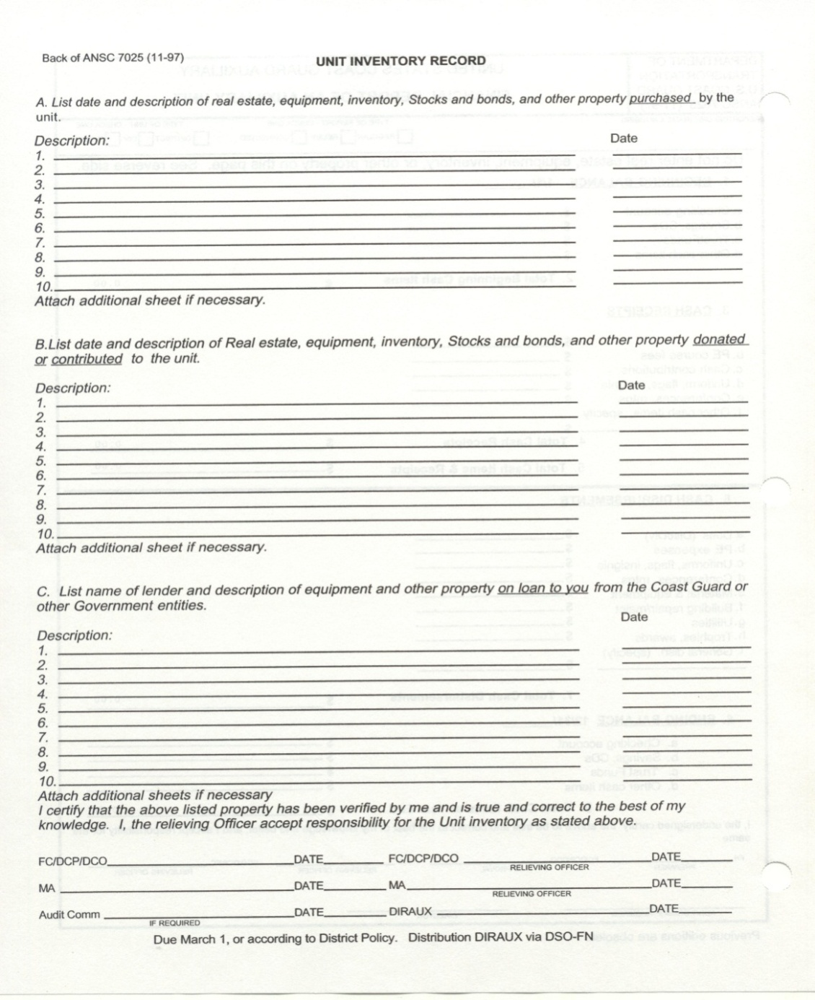 Back of ANSC 7025 (11-97)
UNIT INVENTORY RECORD
A. List date and description of real estate, equipment, inventory, Stocks and bonds, and other property purchased by the
unit.
Description: Date
1.
2.
3.
4.
5.
6.
7.
8.
9.
10.
Attach additional sheet if necessary.
B.List date and description of Real estate, equipment, inventory, Stocks and bonds, and other property donated
or contributed to the unit.
Description: Date
1.
2.
3.
4.
5.
6.
7.
8.
9.
10.
Attach additional sheet if necessary.
C. List name of lender and description of equipment and other property on loan to you from the Coast Guard or
other Government entities.
Date
Description:
1.
2.
3.
4.
5.
6.
7.
8.
9.
10.
Attach additional sheets if necessary
I certify that the above listed property has been verified by me and is true and correct to the best of my
knowledge. I, the relieving Officer accept responsibility for the Unit inventory as stated above.
FC/DCP/DCO DATE FC/DCP/DCO DATE
RELIEVING OFFICER
MA DATE MA DATE
RELIEVING OFFICER
Audit Comm DATE DIRAUX DATE
IF REQUIRED
Due March 1, or according to District Policy. Distribution DIRAUX via DSO-FN